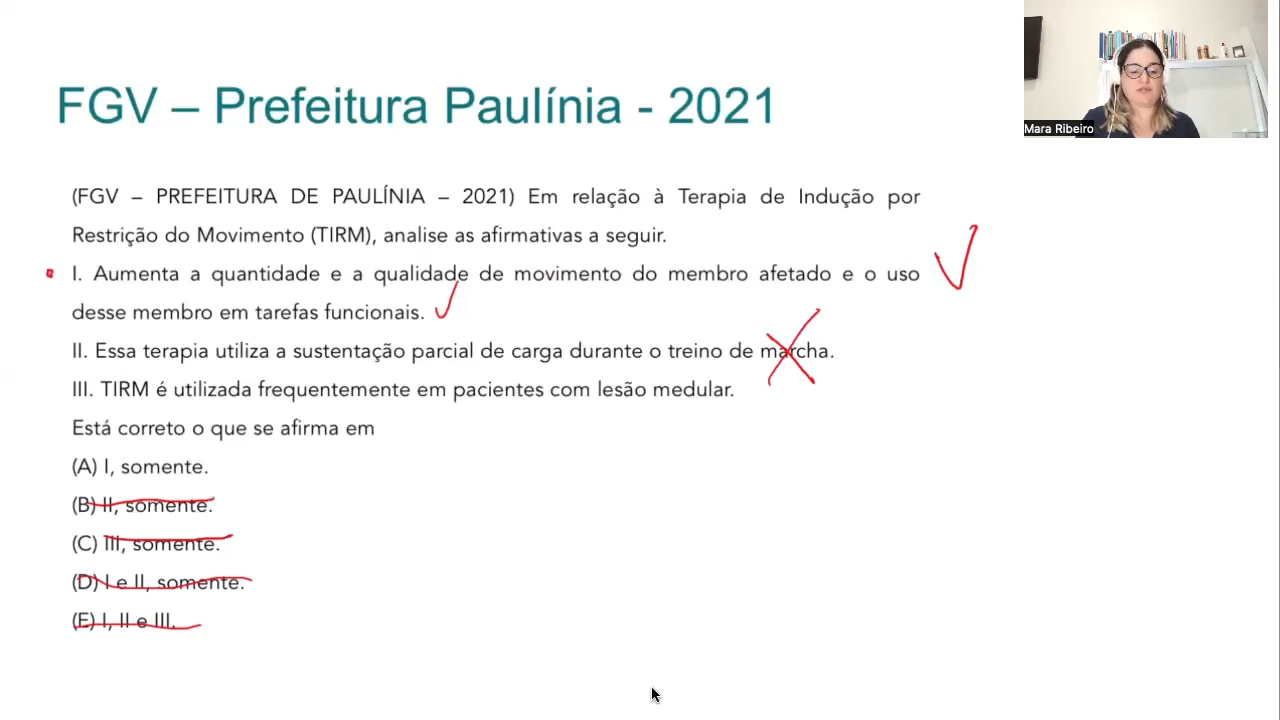 FGV – Prefeitura Paulínia - 2021
Mara Ribeiro
(FGV – PREFEITURA DE PAULÍNIA – 2021) Em relação à Terapia de Indução por
Restrição do Movimento (TIRM), analise as afirmativas a seguir.
I. Aumenta a quantidade e a qualidade de movimento do membro afetado e o uso
desse membro em tarefas funcionais.
II. Essa terapia utiliza a sustentação parcial de carga durante o treino de marcha.
III. TIRM é utilizada frequentemente em pacientes com lesão medular.
Está correto o que se afirma em
(A) I, somente.
(B) II, somente.
(C) III, somente.
(D) I e II, somente.
(E) I, II e III.